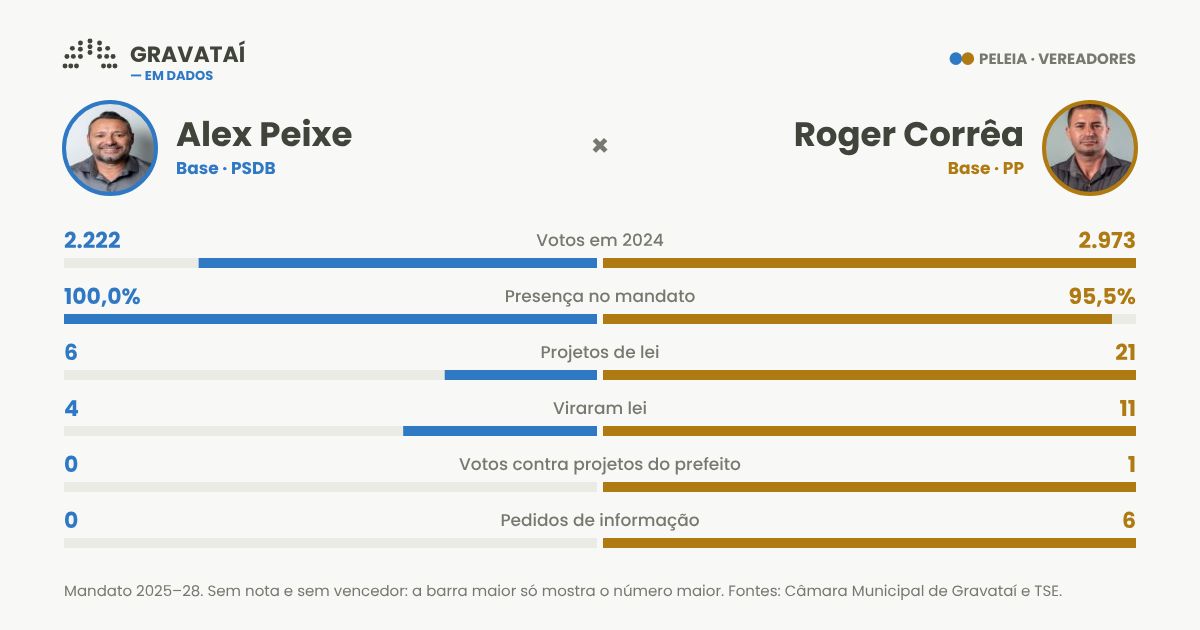 GRAVATAÍ
— EM DADOS
PELEIA · VEREADORES
Alex Peixe
Base · PSDB
×
Roger Corrêa
Base · PP
2.222 Votos em 2024 2.973
100,0% Presença no mandato 95,5%
6 Projetos de lei 21
4 Viraram lei 11
0 Votos contra projetos do prefeito 1
0 Pedidos de informação 6
Mandato 2025–28. Sem nota e sem vencedor: a barra maior só mostra o número maior. Fontes: Câmara Municipal de Gravataí e TSE.